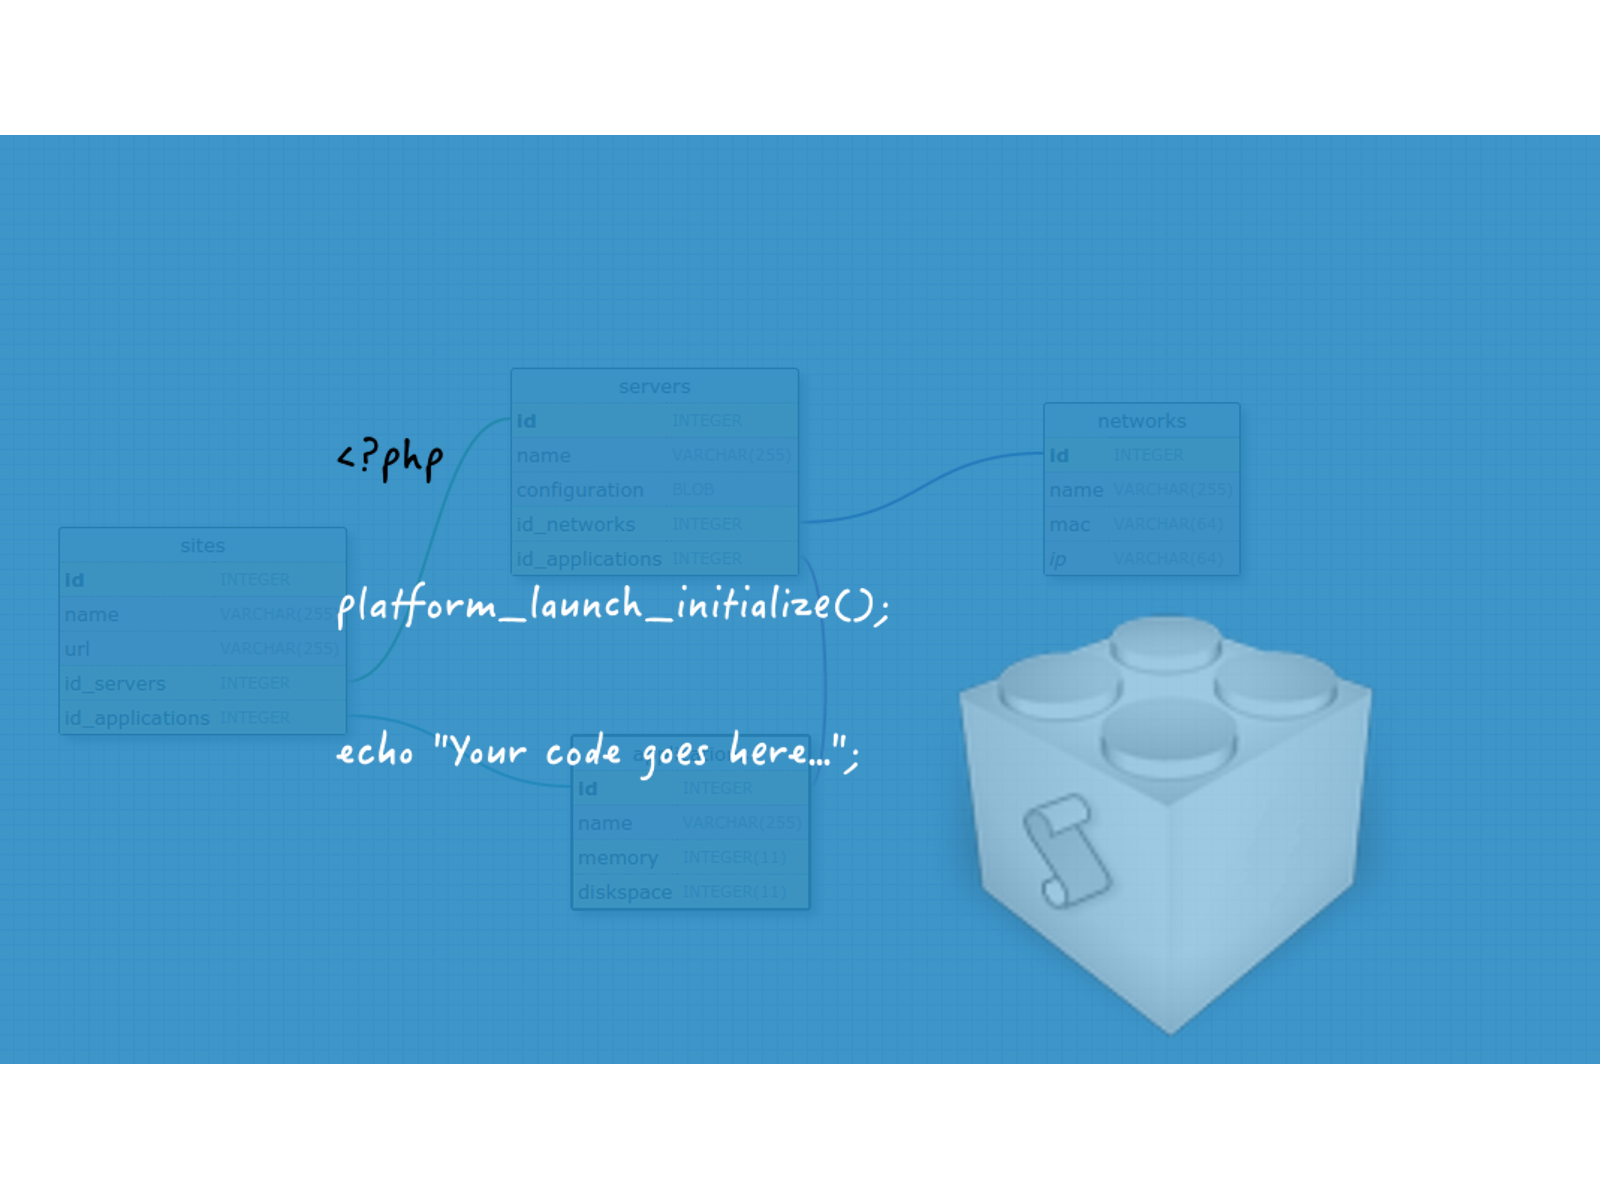 servers
id INTEGER
name VARCHAR(255)
configuration BLOB
id_networks INTEGER
id_applications INTEGER
networks
id INTEGER
name VARCHAR(255)
mac VARCHAR(64)
ip VARCHAR(64)
<?php
sites
id INTEGER
name VARCHAR(255)
url VARCHAR(255)
id_servers INTEGER
id_applications INTEGER
platform_launch_initialize();
echo "Your code goes here...";
id INTEGER
name VARCHAR(255)
memory INTEGER(11)
diskspace INTEGER(11)